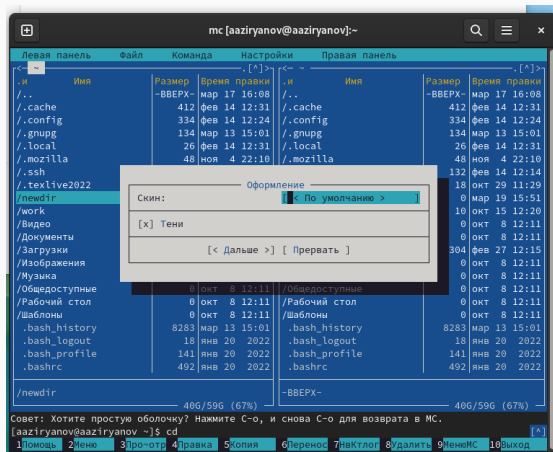 mc [aaziryanov@aaziryanov]:~
Левая панель Файл Команда Настройки Правая панель
<- ~ .[^]> <- ~ .[^]>
.и Имя Размер Время правки .и Имя Размер Время правки
/.. -ВВЕРХ- мар 17 16:08 /.. -ВВЕРХ- мар 17 16:08
/.cache 412 фев 14 12:31 /.cache 412 фев 14 12:31
/.config 334 фев 14 12:24 /.config 334 фев 14 12:24
/.gnupg 134 мар 13 15:01 /.gnupg 134 мар 13 15:01
/.local 26 фев 14 12:31 /.local 26 фев 14 12:31
/.mozilla 48 ноя 4 22:10 /.mozilla 48 ноя 4 22:10
/.ssh 132 фев 14 12:14
/.texlive2022 Оформление 18 окт 29 11:29
/newdir Скин: [ < По умолчанию > ] 0 мар 19 15:51
/work 10 окт 15 12:20
/Видео [x] Тени 0 окт 8 12:11
/Документы 0 окт 8 12:11
/Загрузки [< Дальше >] [ Прервать ] 304 фев 27 12:15
/Изображения 0 окт 8 12:11
/Музыка 0 окт 8 12:11
/Общедоступные 0 окт 8 12:11 /Общедоступные 0 окт 8 12:11
/Рабочий стол 0 окт 8 12:11 /Рабочий стол 0 окт 8 12:11
/Шаблоны 0 окт 8 12:11 /Шаблоны 0 окт 8 12:11
.bash_history 8283 мар 13 15:01 .bash_history 8283 мар 13 15:01
.bash_logout 18 янв 20 2022 .bash_logout 18 янв 20 2022
.bash_profile 141 янв 20 2022 .bash_profile 141 янв 20 2022
.bashrc 492 янв 20 2022 .bashrc 492 янв 20 2022
/newdir -ВВЕРХ-
40G/59G (67%) 40G/59G (67%)
Совет: Хотите простую оболочку? Нажмите C-o, и снова C-o для возврата в MC.
[aaziryanov@aaziryanov ~]$ cd [^]
1Помощь 2Меню 3Про~отр 4Правка 5Копия 6Перенос 7НвКтлог 8Удалить 9МенюMC 10Выход